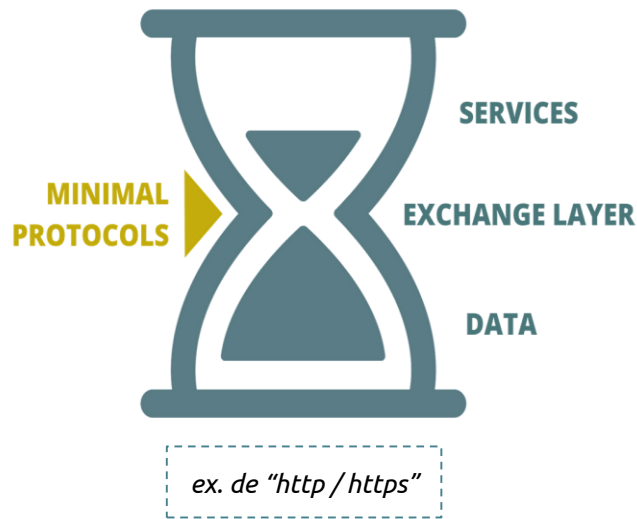 SERVICES
MINIMAL
PROTOCOLS
EXCHANGE LAYER
DATA
ex. de “http / https”